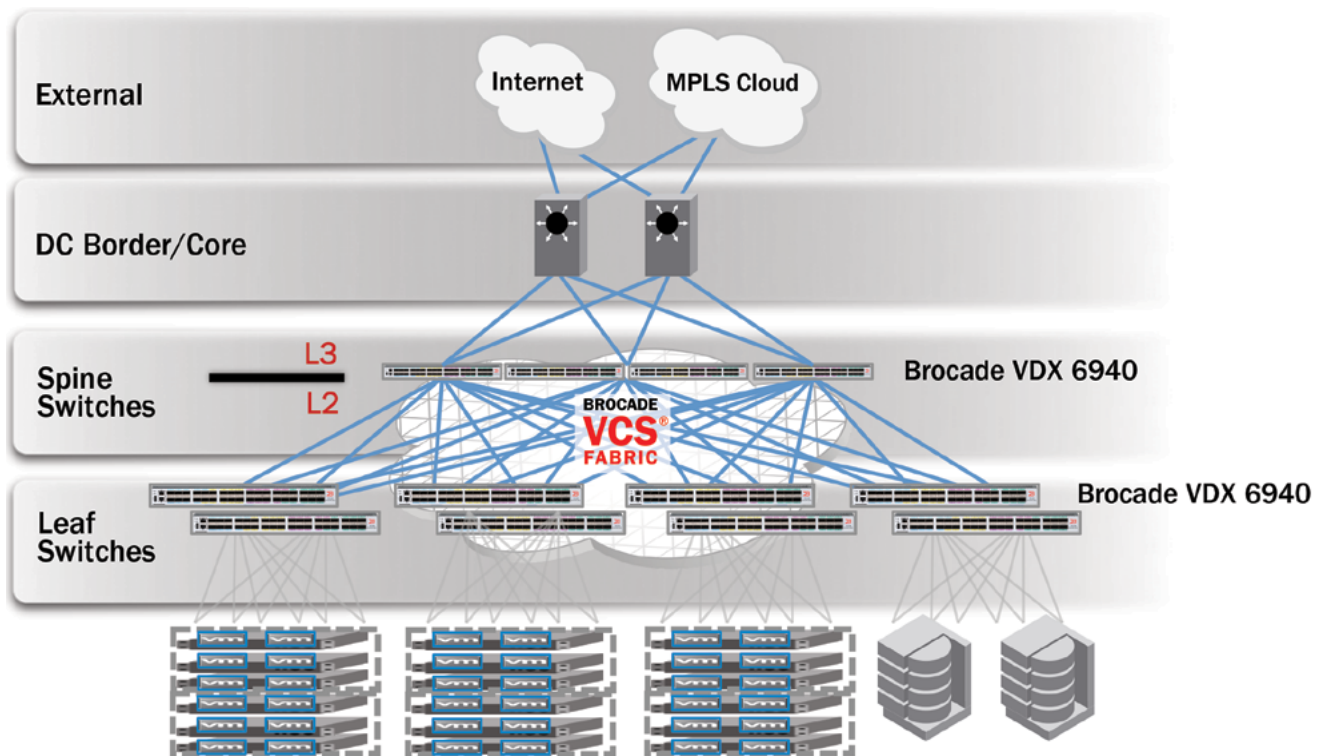 External
Internet
MPLS Cloud
DC Border/Core
Spine
Switches
L3
L2
Brocade VDX 6940
BROCADE
VCS®
FABRIC
Leaf
Switches
Brocade VDX 6940